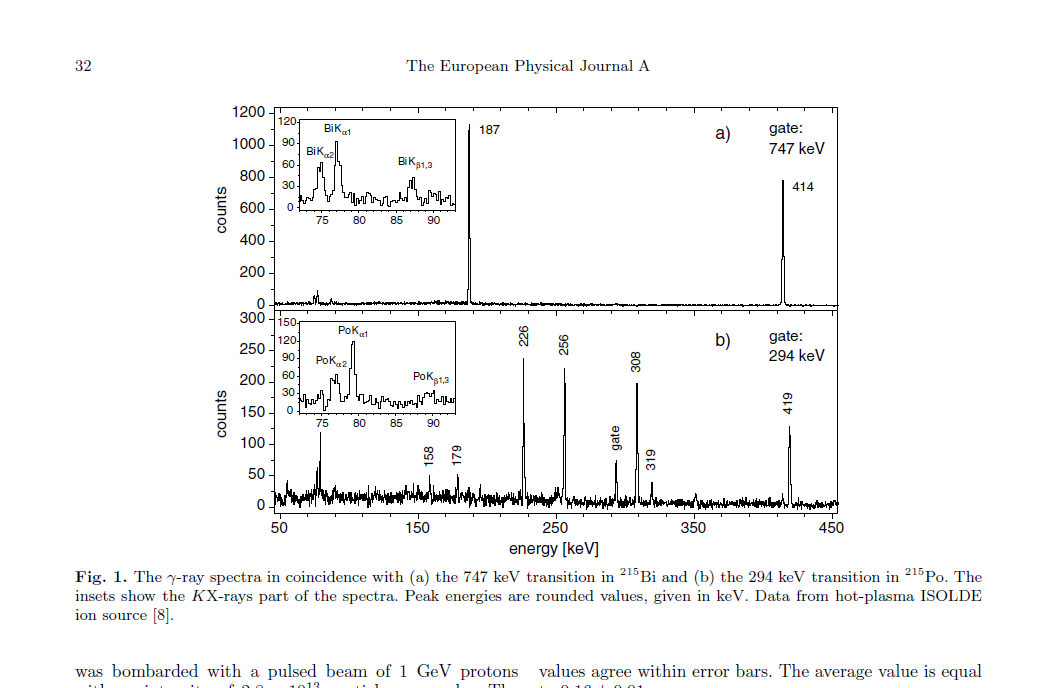 32
The European Physical Journal A
1200
1000
800
600
400
200
0
counts
120
90
60
30
0
BiKα1
BiKα2
BiKβ1,3
75 80 85 90
187
a)
gate:
747 keV
414
300
250
200
150
100
50
0
counts
150
120
90
60
30
0
PoKα1
PoKα2
PoKβ1,3
75 80 85 90
158
179
226
256
gate
308
319
b)
gate:
294 keV
419
50 150 250 350 450
energy [keV]
Fig. 1. The γ-ray spectra in coincidence with (a) the 747 keV transition in ²¹⁵Bi and (b) the 294 keV transition in ²¹⁵Po. The
insets show the KX-rays part of the spectra. Peak energies are rounded values, given in keV. Data from hot-plasma ISOLDE
ion source [8].
was bombarded with a pulsed beam of 1 GeV protons
values agree within error bars. The average value is equal